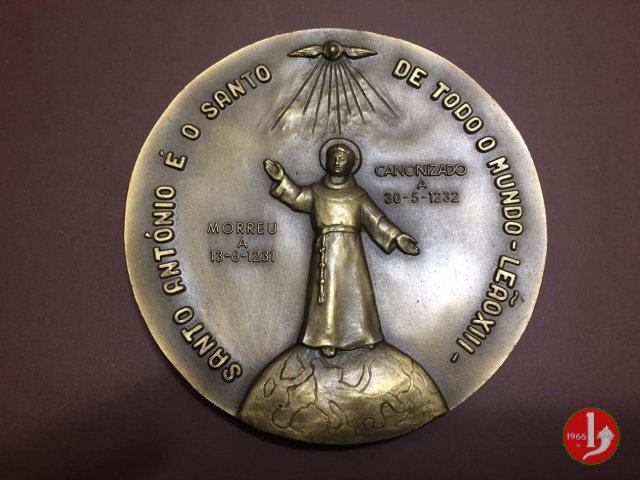 SANTO ANTÓNIO É O SANTO DE TODO O MUNDO - LEÃO XIII -
CANONIZADO
A
30-5-1232
MORREU
A
13-6-1231
1966